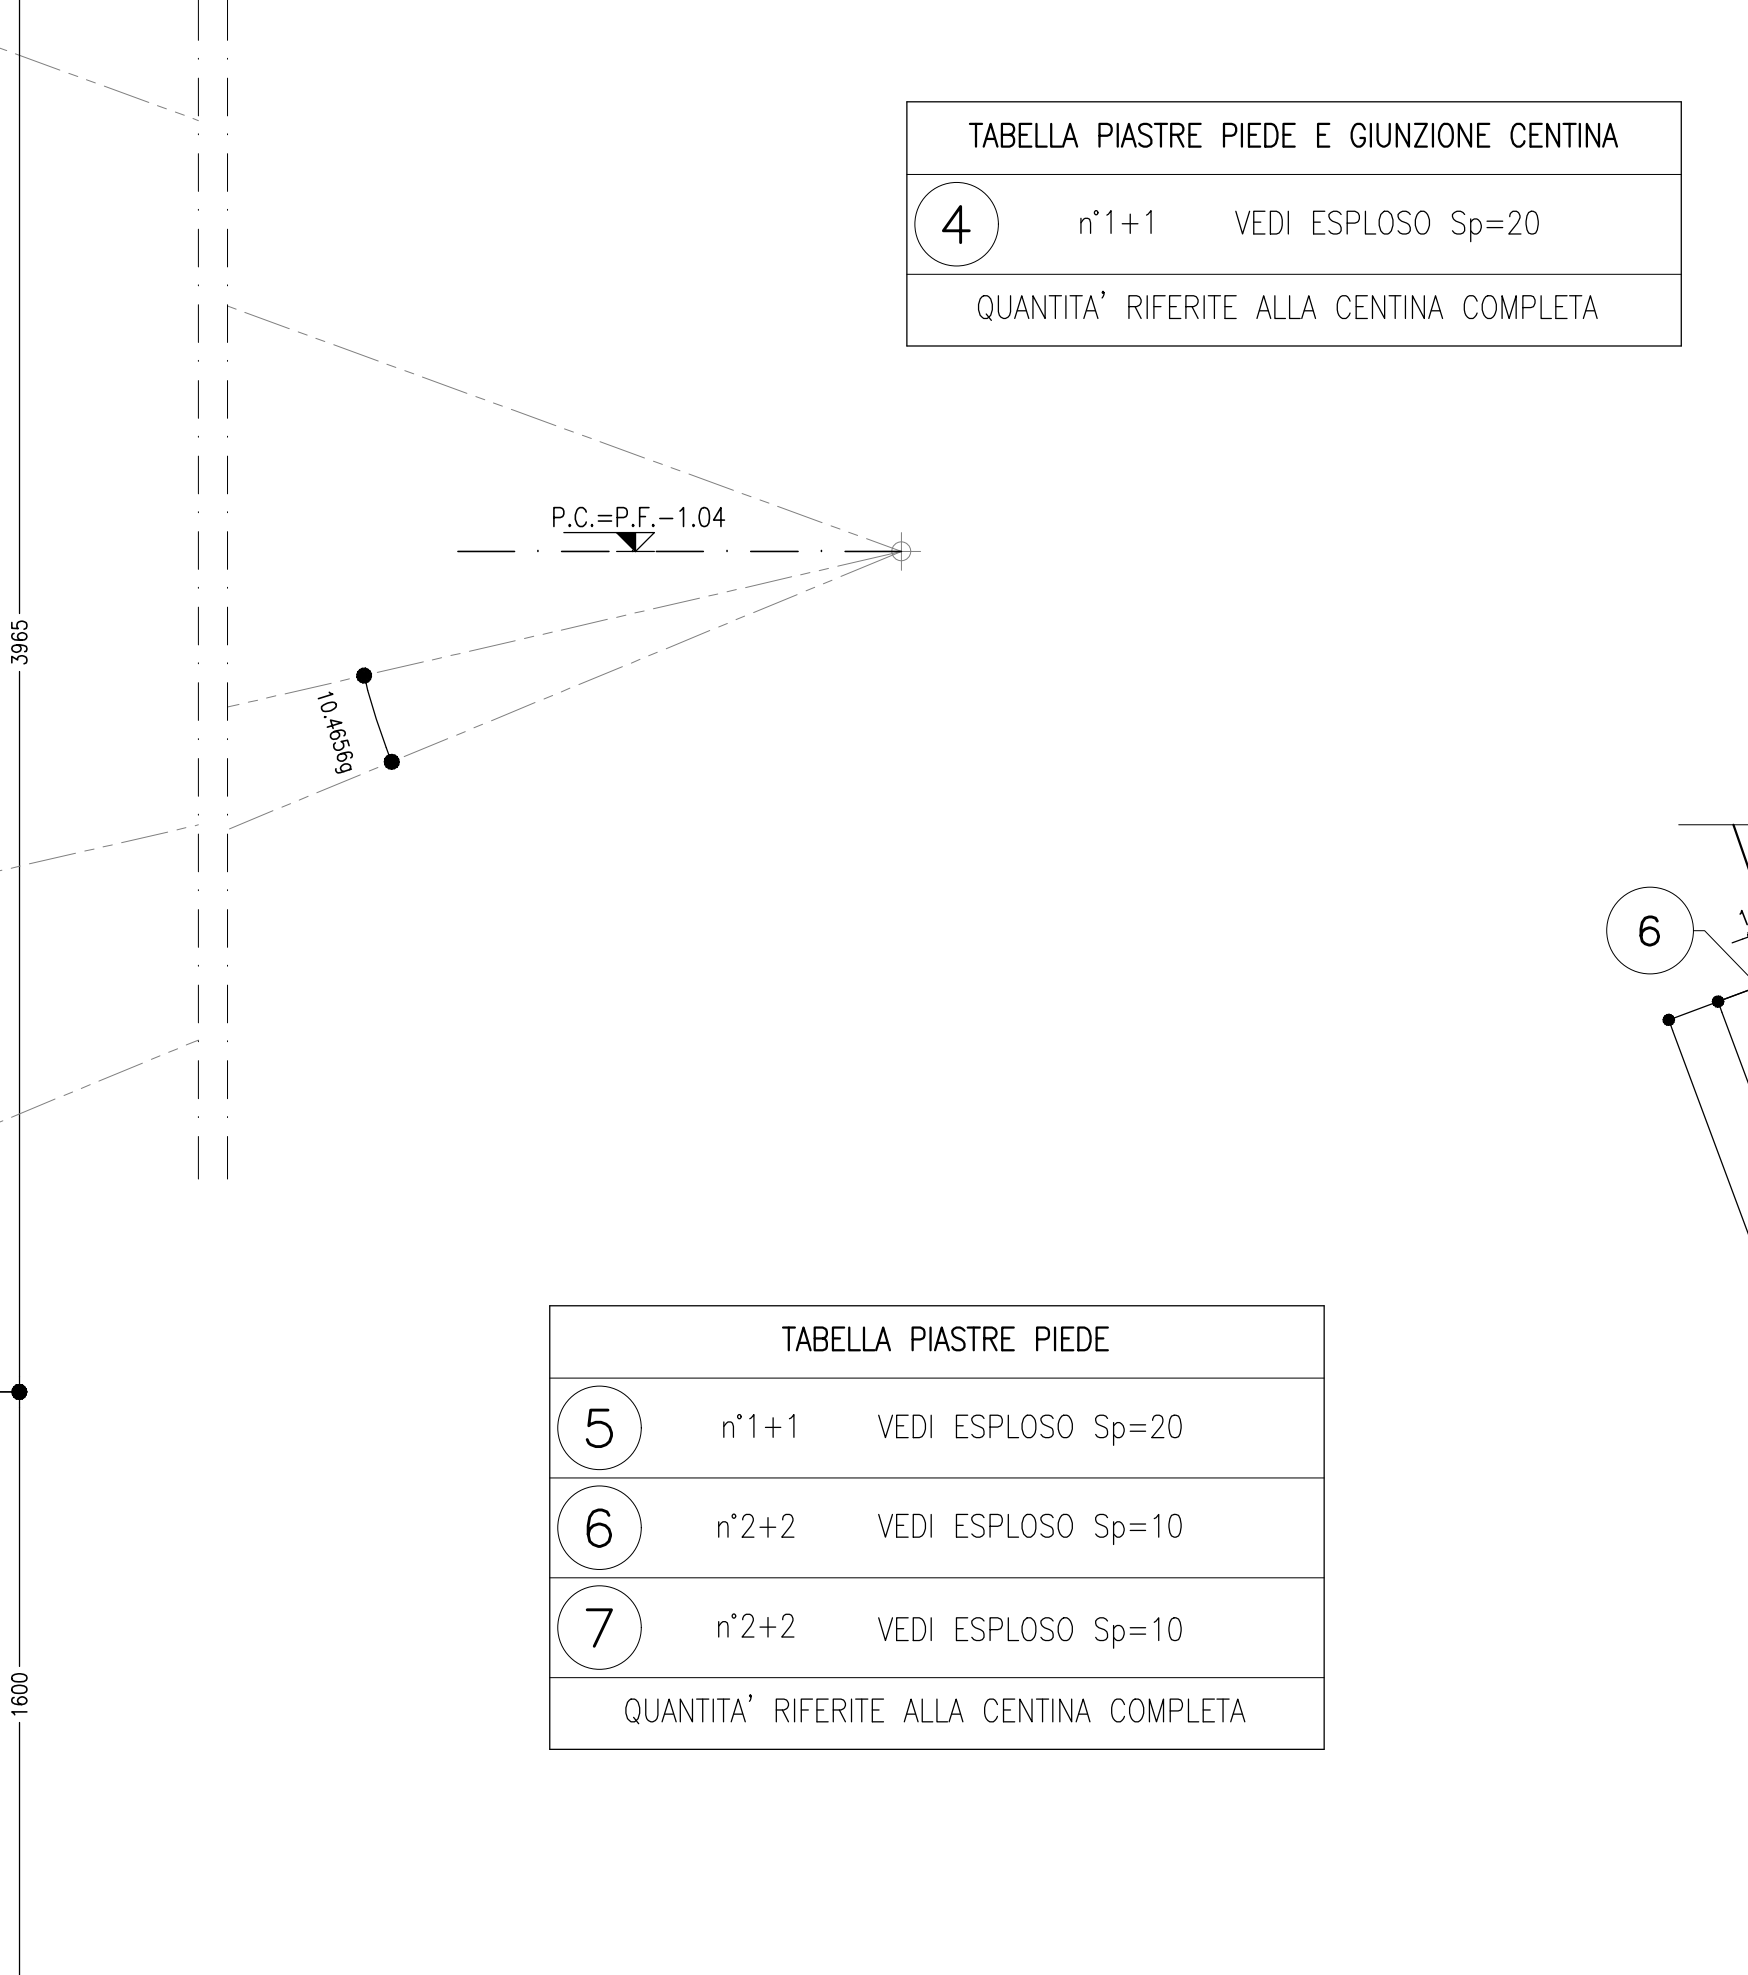 TABELLA PIASTRE PIEDE E GIUNZIONE CENTINA
4 n°1+1 VEDI ESPLOSO Sp=20
QUANTITA' RIFERITE ALLA CENTINA COMPLETA
P.C.=P.F.-1.04
3965
10.4656g
6
TABELLA PIASTRE PIEDE
5 n°1+1 VEDI ESPLOSO Sp=20
6 n°2+2 VEDI ESPLOSO Sp=10
7 n°2+2 VEDI ESPLOSO Sp=10
QUANTITA' RIFERITE ALLA CENTINA COMPLETA
1600